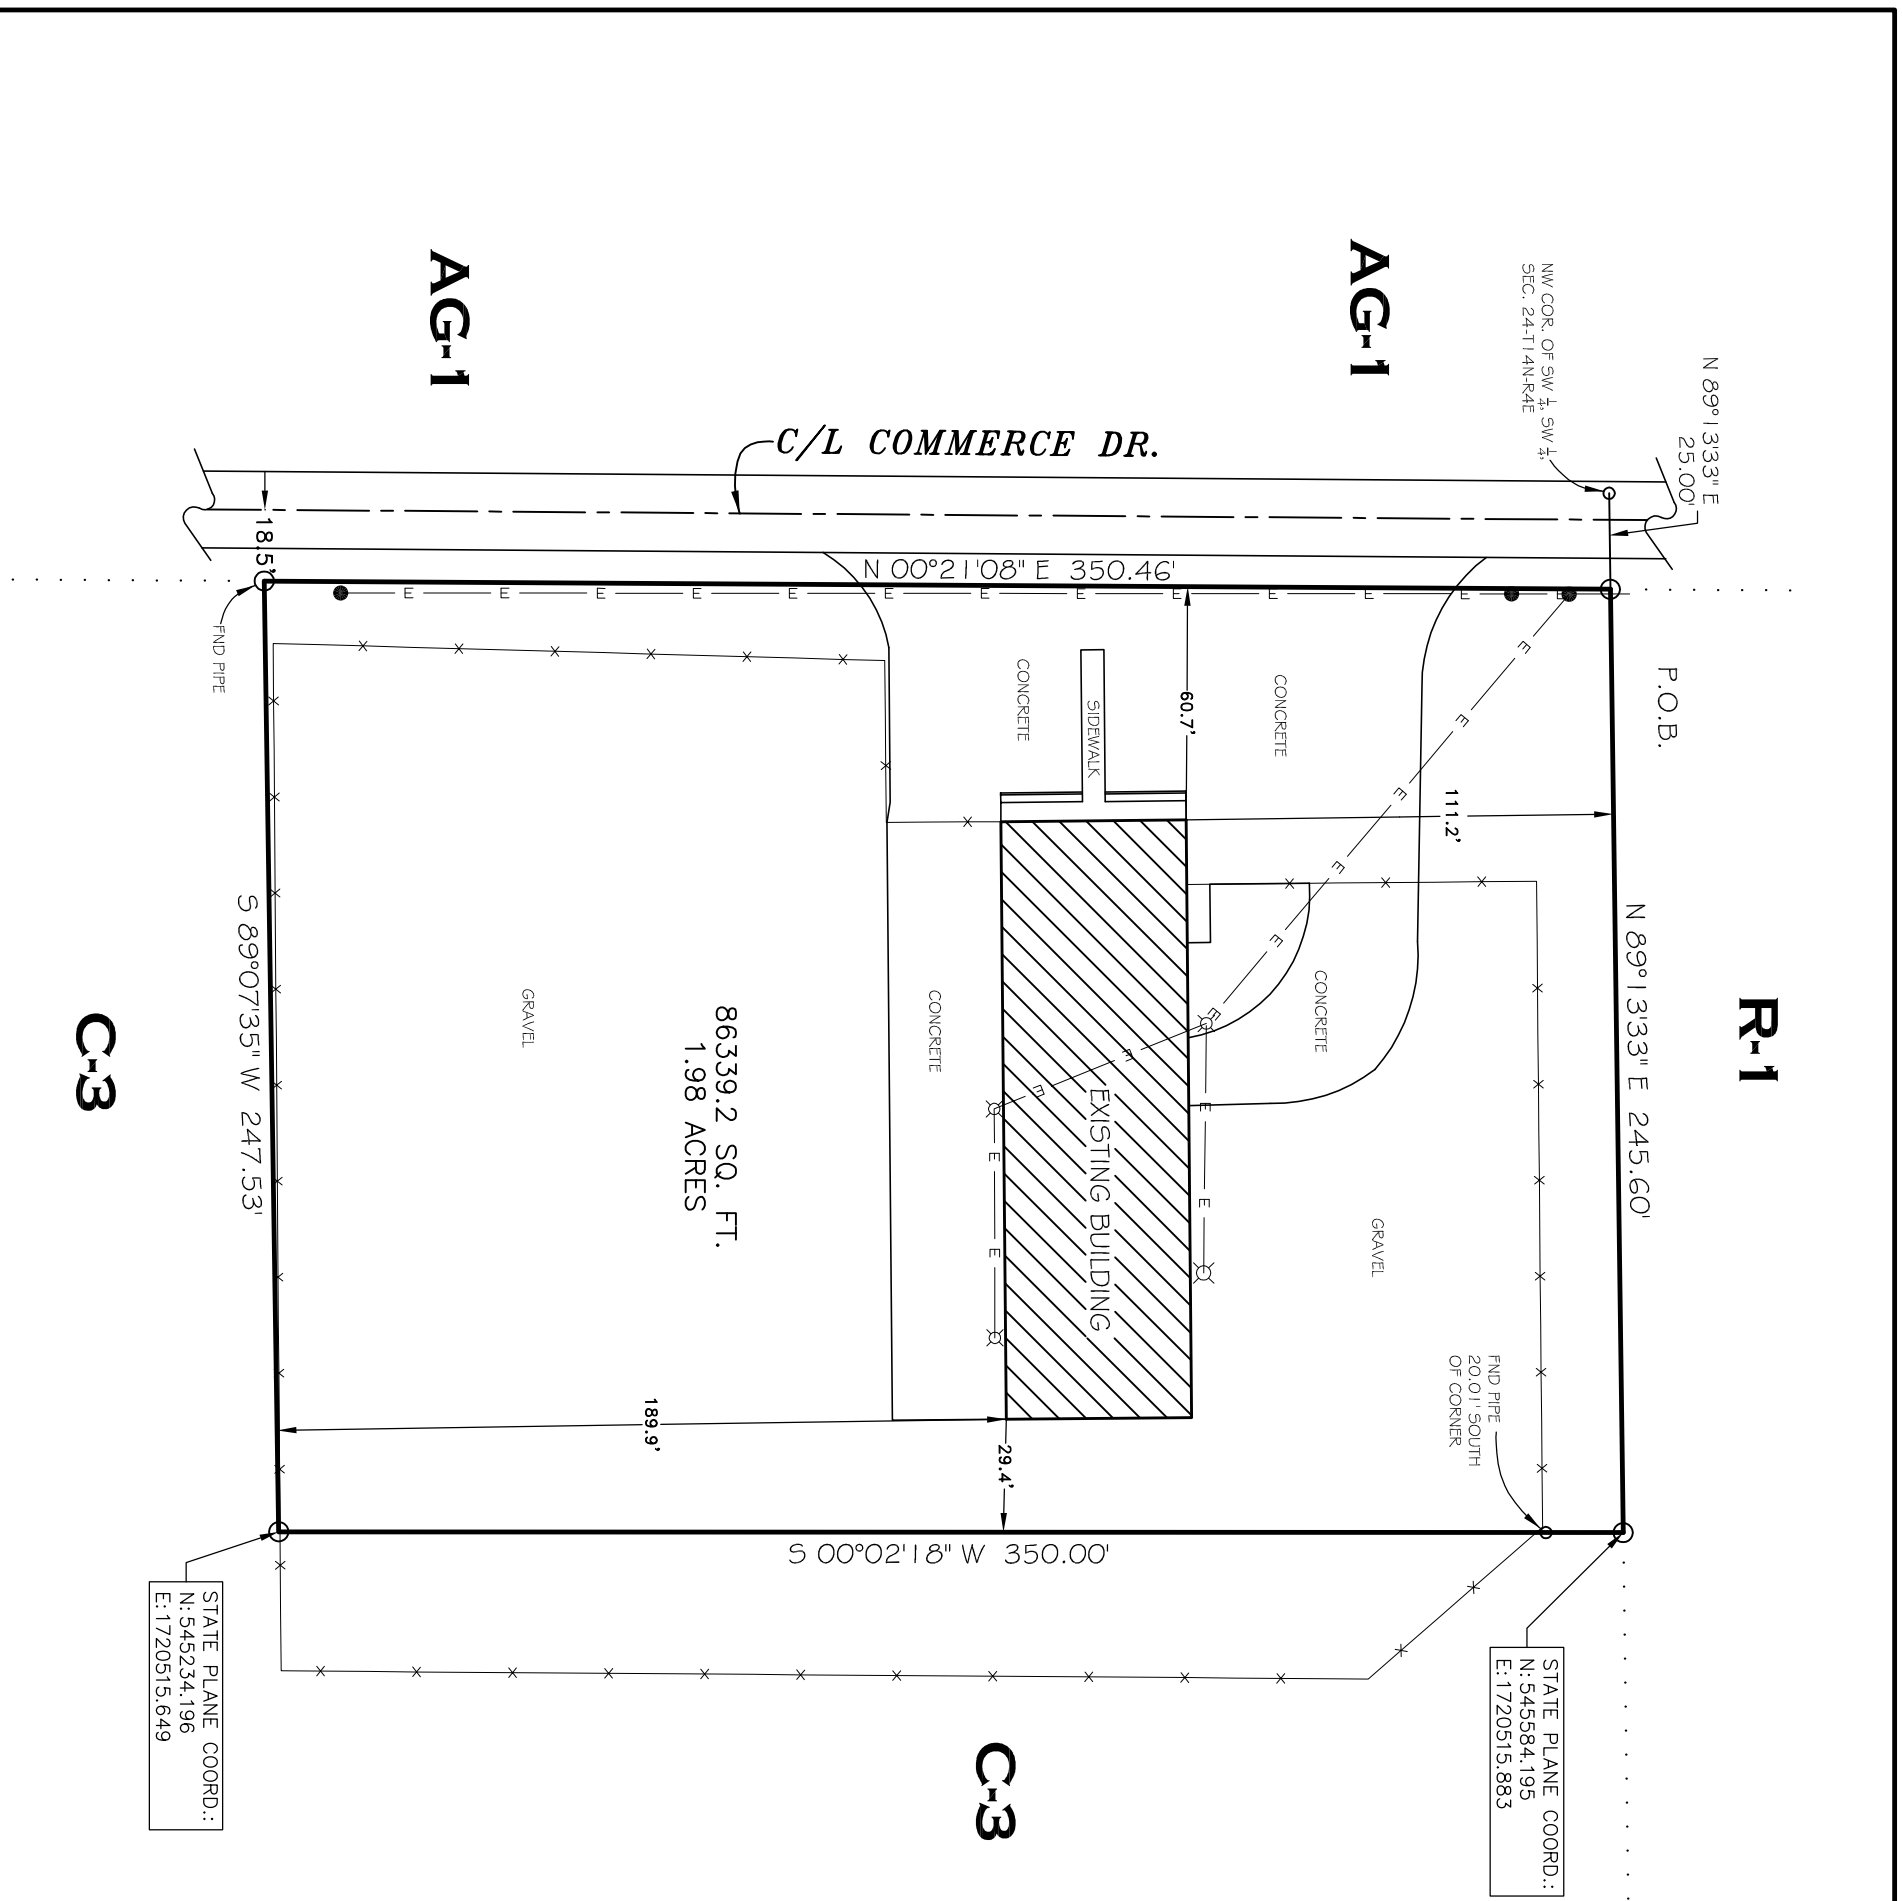 R-1
N 89°13'33" E
25.00'
P.O.B.
N 89°13'33" E 245.60'
NW COR. OF SW 1/4, SW 1/4,
SEC. 24-T14N-R4E
AG-1
AG-1
C/L COMMERCE DR.
N 00°21'08" E 350.46'
18.5'
FND PIPE
60.7'
111.2'
CONCRETE
CONCRETE
SIDEWALK
CONCRETE
CONCRETE
GRAVEL
GRAVEL
EXISTING BUILDING
86339.2 SQ. FT.
1.98 ACRES
FND PIPE
20.01' SOUTH
OF CORNER
189.9'
29.4'
S 89°07'35" W 247.53'
S 00°02'18" W 350.00'
STATE PLANE COORD.:
N:545584.195
E:1720515.883
STATE PLANE COORD.:
N:545234.196
E:1720515.649
C-3
C-3
E E E E E E E E E E E E E
E E E E E E E
E E
E E
E E